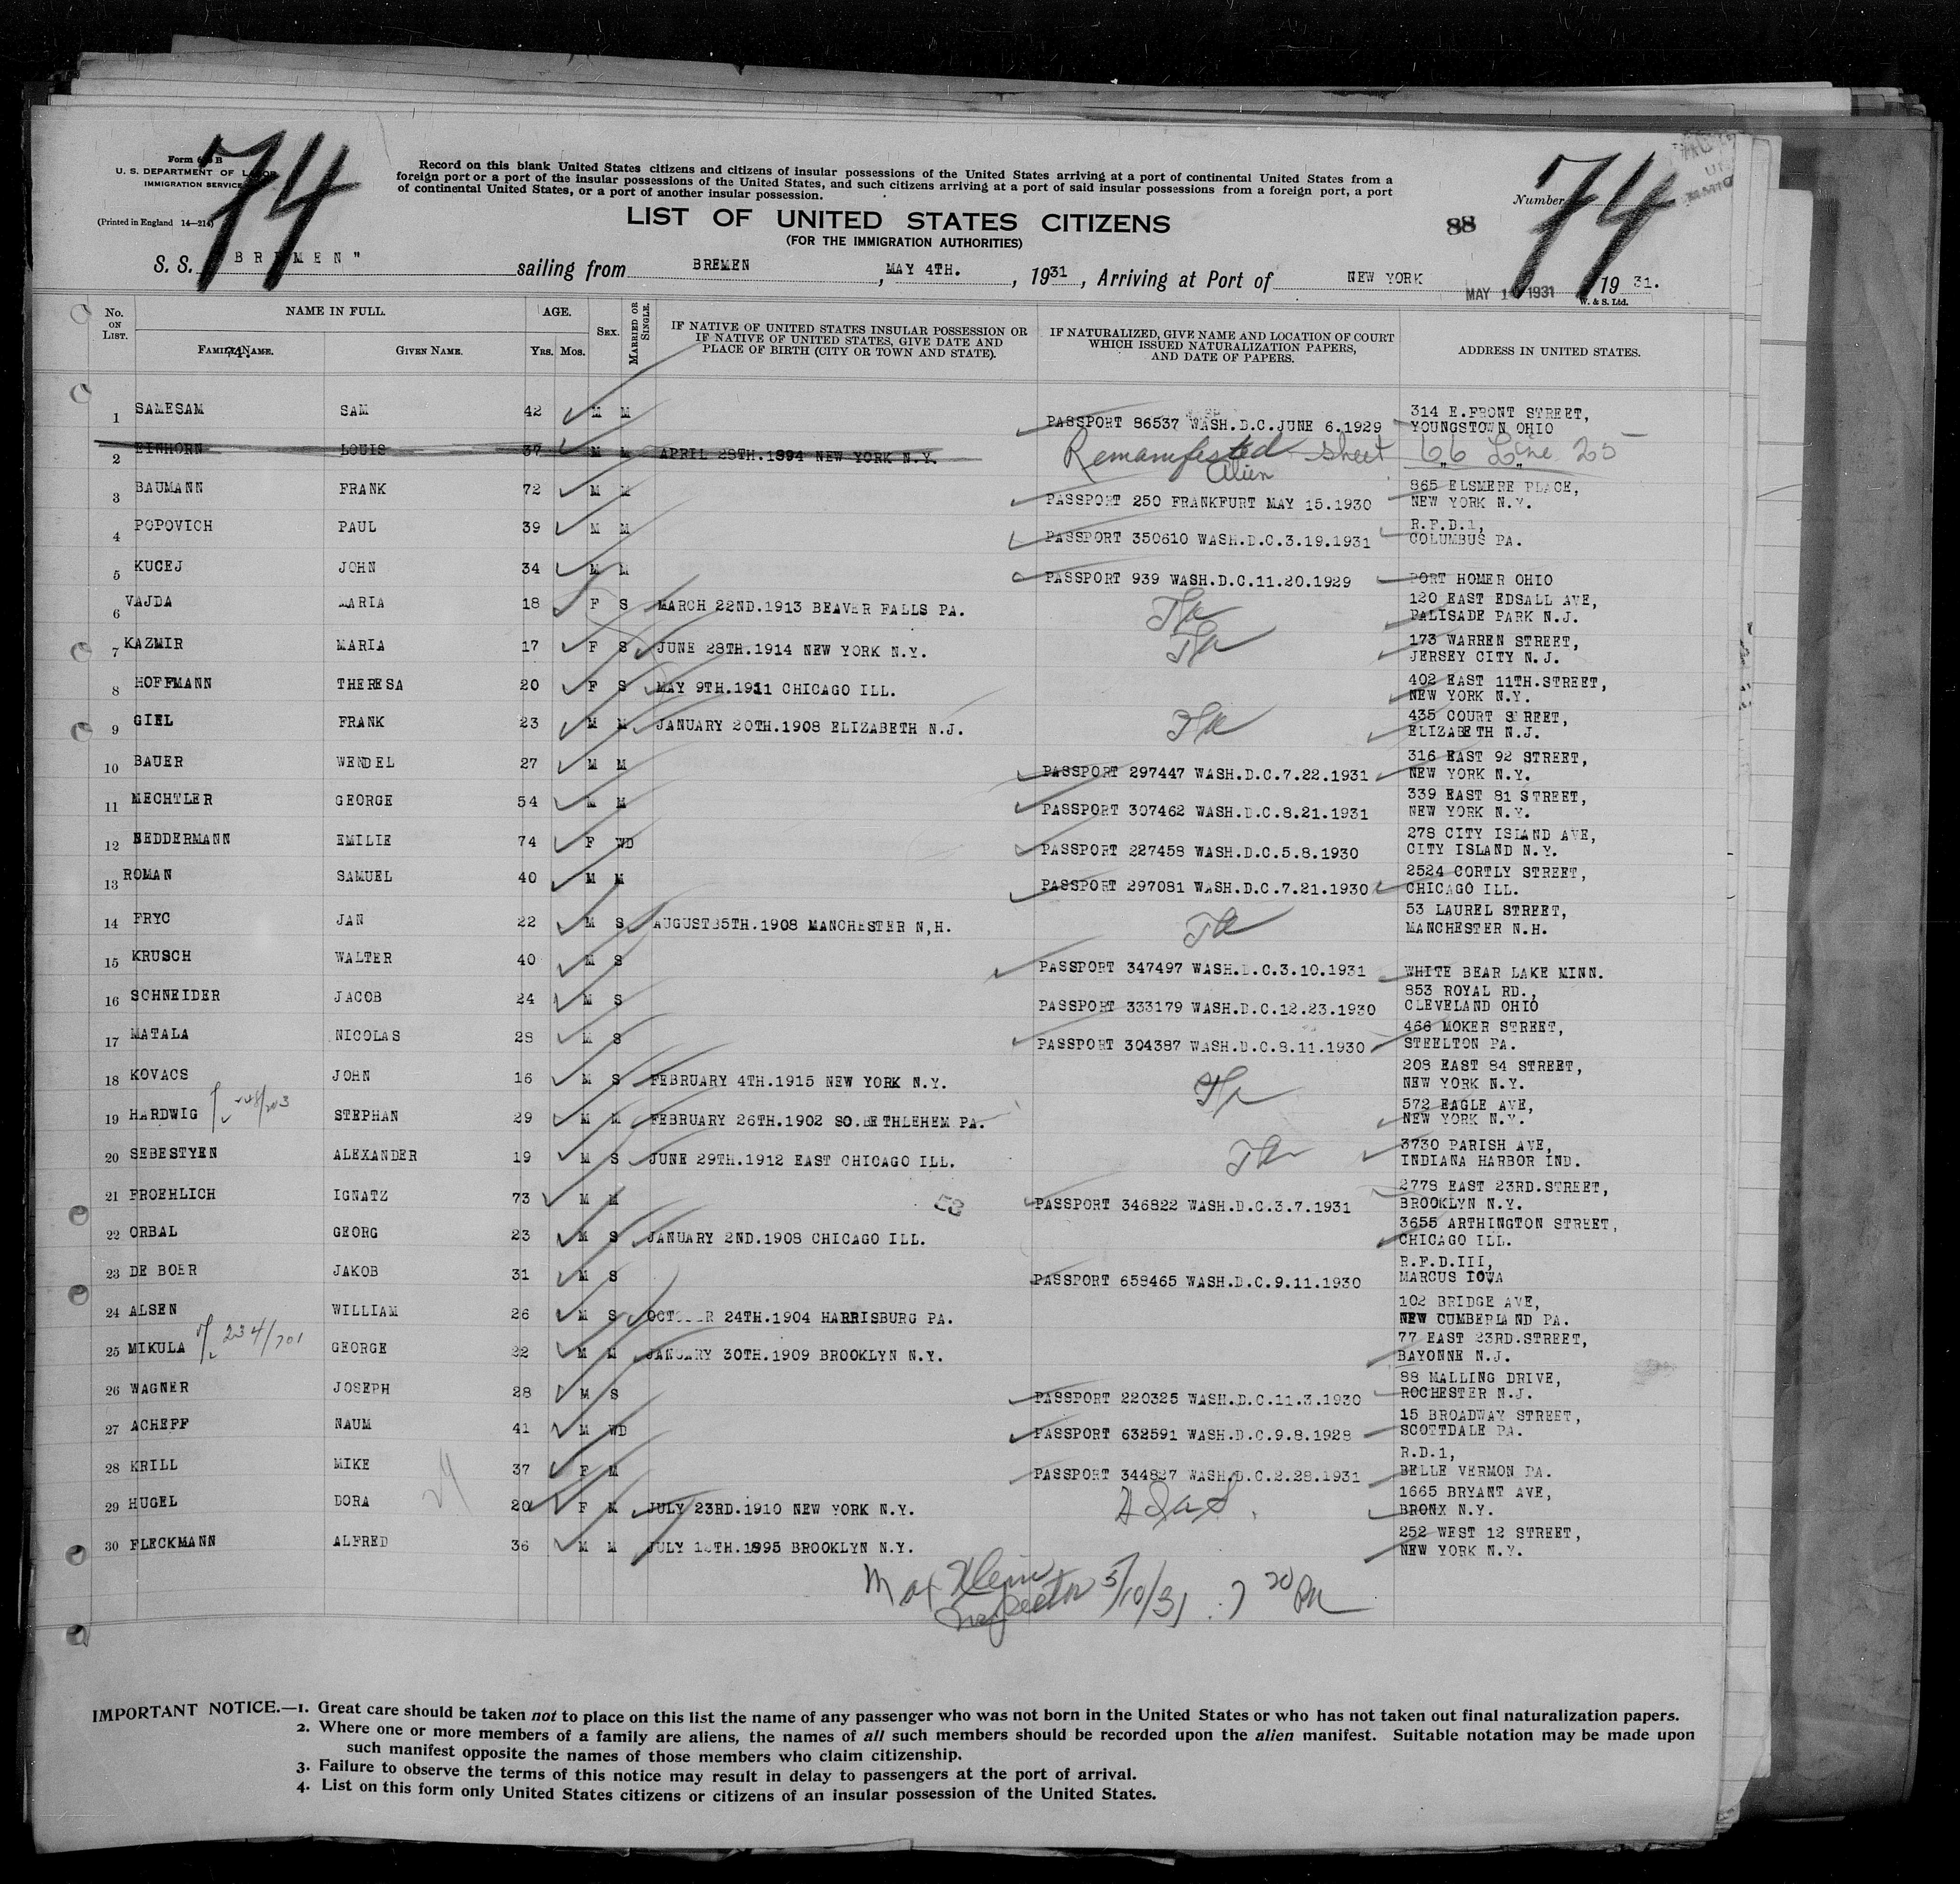 74 74
Form 6 B
U. S. DEPARTMENT OF LABOR
IMMIGRATION SERVICE
(Printed in England 14—214)
Record on this blank United States citizens and citizens of insular possessions of the United States arriving at a port of continental United States from a
foreign port or a port of the insular possessions of the United States, and such citizens arriving at a port of said insular possessions from a foreign port, a port
of continental United States, or a port of another insular possession.
Number
LIST OF UNITED STATES CITIZENS 88
(FOR THE IMMIGRATION AUTHORITIES)
S. S. BREMEN" sailing from BREMEN, MAY 4TH., 1931, Arriving at Port of NEW YORK MAY 1931 1931.
W. & S. Ltd.
No. ON LIST. NAME IN FULL. AGE. SEX. MARRIED OR SINGLE. IF NATIVE OF UNITED STATES INSULAR POSSESSION OR IF NATIVE OF UNITED STATES, GIVE DATE AND PLACE OF BIRTH (CITY OR TOWN AND STATE). IF NATURALIZED, GIVE NAME AND LOCATION OF COURT WHICH ISSUED NATURALIZATION PAPERS, AND DATE OF PAPERS. ADDRESS IN UNITED STATES.
FAMILY NAME. GIVEN NAME. YRS. MOS.
74.
1 SAMESAM SAM 42 M M PASSPORT 86537 WASH.D.C.JUNE 6.1929 314 E.FRONT STREET, YOUNGSTOWN OHIO
2 EINHORN LOUIS 37 M M APRIL 28TH.1894 NEW YORK N.Y. Remanifested Alien Sheet 66 Line 25
3 BAUMANN FRANK 72 M M PASSPORT 250 FRANKFURT MAY 15.1930 865 ELSMERE PLACE, NEW YORK N.Y.
4 POPOVICH PAUL 39 M M PASSPORT 350610 WASH.D.C.3.19.1931 R.F.D.1, COLUMBUS PA.
5 KUCEJ JOHN 34 M M PASSPORT 939 WASH.D.C.11.20.1929 PORT HOMER OHIO
6 VAJDA MARIA 18 F S MARCH 22ND.1913 BEAVER FALLS PA. 120 EAST EDSALL AVE, PALISADE PARK N.J.
7 KAZMIR MARIA 17 F S JUNE 28TH.1914 NEW YORK N.Y. 173 WARREN STREET, JERSEY CITY N.J.
8 HOFFMANN THERESA 20 F S MAY 9TH.1911 CHICAGO ILL. 402 EAST 11TH.STREET, NEW YORK N.Y.
9 GIEL FRANK 23 M M JANUARY 20TH.1908 ELIZABETH N.J. 435 COURT STREET, ELIZABETH N.J.
10 BAUER WENDEL 27 M M PASSPORT 297447 WASH.D.C.7.22.1931 316 EAST 92 STREET, NEW YORK N.Y.
11 MECHTLER GEORGE 54 M M PASSPORT 307462 WASH.D.C.8.21.1931 339 EAST 81 STREET, NEW YORK N.Y.
12 BEDDERMANN EMILIE 74 F WD PASSPORT 227458 WASH.D.C.5.8.1930 278 CITY ISLAND AVE, CITY ISLAND N.Y.
13 ROMAN SAMUEL 40 M M PASSPORT 297081 WASH.D.C.7.21.1930 2524 CORTLY STREET, CHICAGO ILL.
14 FRYC JAN 22 M S AUGUST 5TH.1908 MANCHESTER N,H. 53 LAUREL STREET, MANCHESTER N.H.
15 KRUSCH WALTER 40 M S PASSPORT 347497 WASH.D.C.3.10.1931 WHITE BEAR LAKE MINN.
16 SCHNEIDER JACOB 24 M S PASSPORT 333179 WASH.D.C.12.23.1930 853 ROYAL RD., CLEVELAND OHIO
17 MATALA NICOLAS 28 M S PASSPORT 304387 WASH.D.C.8.11.1930 466 MOKER STREET, STEELTON PA.
18 KOVACS JOHN 16 M S FEBRUARY 4TH.1915 NEW YORK N.Y. 208 EAST 84 STREET, NEW YORK N.Y.
19 HARDWIG STEPHAN 29 M M FEBRUARY 26TH.1902 SO.BETHLEHEM PA. 572 EAGLE AVE, NEW YORK N.Y.
20 SEBESTYEN ALEXANDER 19 M S JUNE 29TH.1912 EAST CHICAGO ILL. 3730 PARISH AVE, INDIANA HARBOR IND.
21 FROEHLICH IGNATZ 73 M M PASSPORT 346822 WASH.D.C.3.7.1931 2778 EAST 23RD.STREET, BROOKLYN N.Y.
22 ORBAL GEORG 23 M S JANUARY 2ND.1908 CHICAGO ILL. 3655 ARTHINGTON STREET, CHICAGO ILL.
23 DE BOER JAKOB 31 M S PASSPORT 658465 WASH.D.C.9.11.1930 R.F.D.III, MARCUS IOWA
24 ALSEN WILLIAM 26 M S OCTOBER 24TH.1904 HARRISBURG PA. 102 BRIDGE AVE, NEW CUMBERLAND PA.
25 MIKULA 234/701 GEORGE 22 M M JANUARY 30TH.1909 BROOKLYN N.Y. 77 EAST 23RD.STREET, BAYONNE N.J.
26 WAGNER JOSEPH 28 M S PASSPORT 220325 WASH.D.C.11.3.1930 88 MALLING DRIVE, ROCHESTER N.J.
27 ACHEFF NAUM 41 M WD PASSPORT 632591 WASH.D.C.9.8.1928 15 BROADWAY STREET, SCOTTDALE PA.
28 KRILL MIKE 37 F M PASSPORT 344827 WASH.D.C.2.28.1931 R.D.1, BELLE VERMON PA.
29 HUGEL DORA 20 F M JULY 23RD.1910 NEW YORK N.Y. 1665 BRYANT AVE, BRONX N.Y.
30 FLECKMANN ALFRED 36 M M JULY TH.1895 BROOKLYN N.Y. 252 WEST 12 STREET, NEW YORK N.Y.
Max Klein
Inspector 5/10/31 7 20 PM
IMPORTANT NOTICE.—1. Great care should be taken not to place on this list the name of any passenger who was not born in the United States or who has not taken out final naturalization papers.
2. Where one or more members of a family are aliens, the names of all such members should be recorded upon the alien manifest. Suitable notation may be made upon
such manifest opposite the names of those members who claim citizenship.
3. Failure to observe the terms of this notice may result in delay to passengers at the port of arrival.
4. List on this form only United States citizens or citizens of an insular possession of the United States.